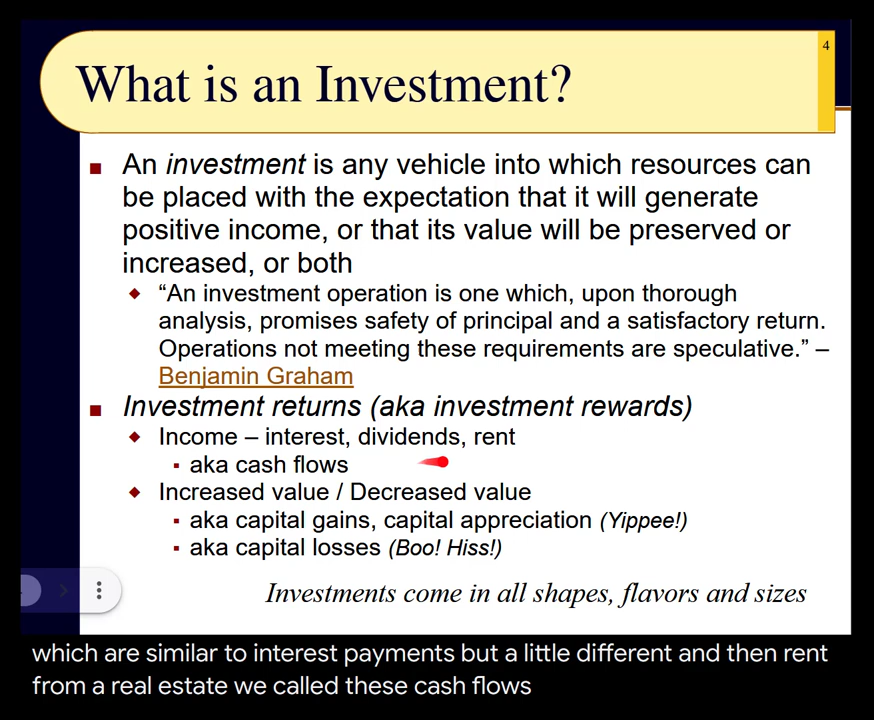 4
What is an Investment?
■ An investment is any vehicle into which resources can
be placed with the expectation that it will generate
positive income, or that its value will be preserved or
increased, or both
◆ “An investment operation is one which, upon thorough
analysis, promises safety of principal and a satisfactory return.
Operations not meeting these requirements are speculative.” –
Benjamin Graham
■ Investment returns (aka investment rewards)
◆ Income – interest, dividends, rent
▪ aka cash flows
◆ Increased value / Decreased value
▪ aka capital gains, capital appreciation (Yippee!)
▪ aka capital losses (Boo! Hiss!)
Investments come in all shapes, flavors and sizes
which are similar to interest payments but a little different and then rent
from a real estate we called these cash flows